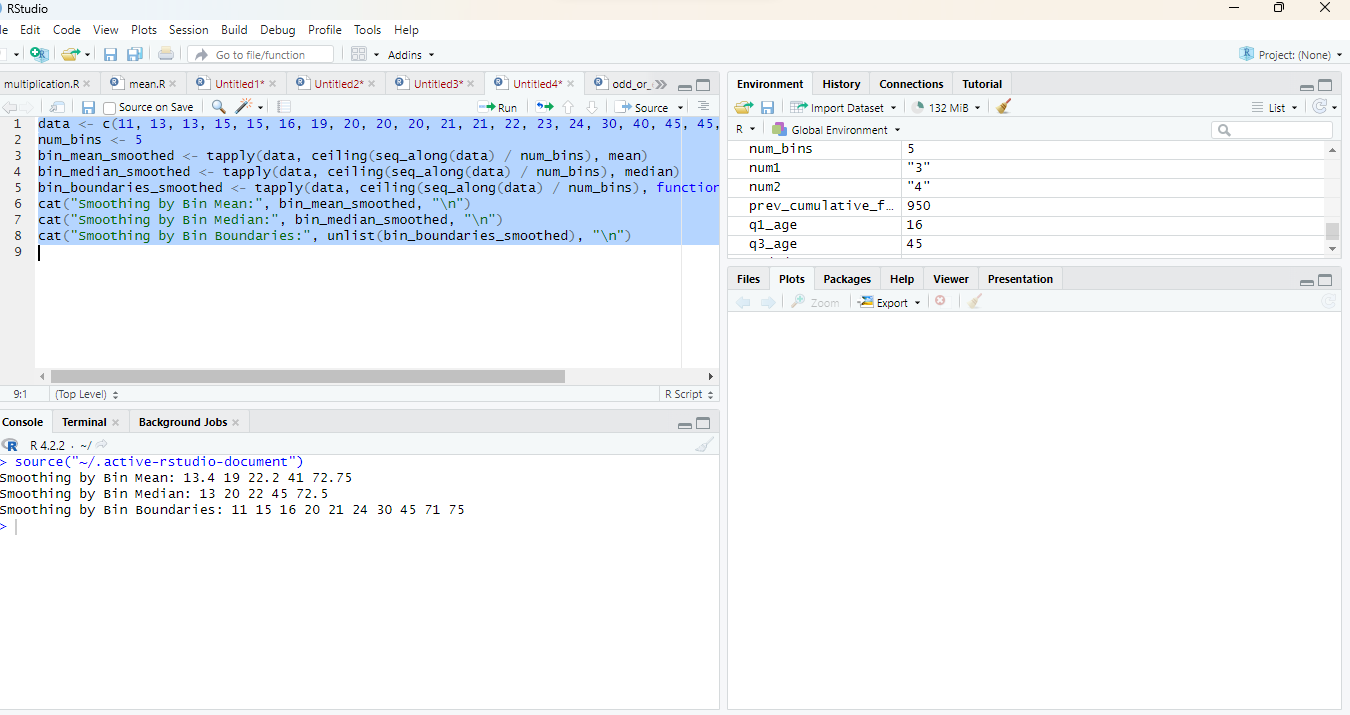 RStudio
le Edit Code View Plots Session Build Debug Profile Tools Help
Go to file/function Addins Project: (None)
multiplication.R mean.R Untitled1* Untitled2* Untitled3* Untitled4* odd_or_
Source on Save Run Source
1 data <- c(11, 13, 13, 15, 15, 16, 19, 20, 20, 20, 21, 21, 22, 23, 24, 30, 40, 45, 45,
2 num_bins <- 5
3 bin_mean_smoothed <- tapply(data, ceiling(seq_along(data) / num_bins), mean)
4 bin_median_smoothed <- tapply(data, ceiling(seq_along(data) / num_bins), median)
5 bin_boundaries_smoothed <- tapply(data, ceiling(seq_along(data) / num_bins), function
6 cat("Smoothing by Bin Mean:", bin_mean_smoothed, "\n")
7 cat("Smoothing by Bin Median:", bin_median_smoothed, "\n")
8 cat("Smoothing by Bin Boundaries:", unlist(bin_boundaries_smoothed), "\n")
9
9:1 (Top Level) R Script
Console Terminal Background Jobs
R 4.2.2 · ~/
> source("~/.active-rstudio-document")
Smoothing by Bin Mean: 13.4 19 22.2 41 72.75
Smoothing by Bin Median: 13 20 22 45 72.5
Smoothing by Bin Boundaries: 11 15 16 20 21 24 30 45 71 75
>
Environment History Connections Tutorial
Import Dataset 132 MiB List
R Global Environment
num_bins 5
num1 "3"
num2 "4"
prev_cumulative_f… 950
q1_age 16
q3_age 45
Files Plots Packages Help Viewer Presentation
Zoom Export